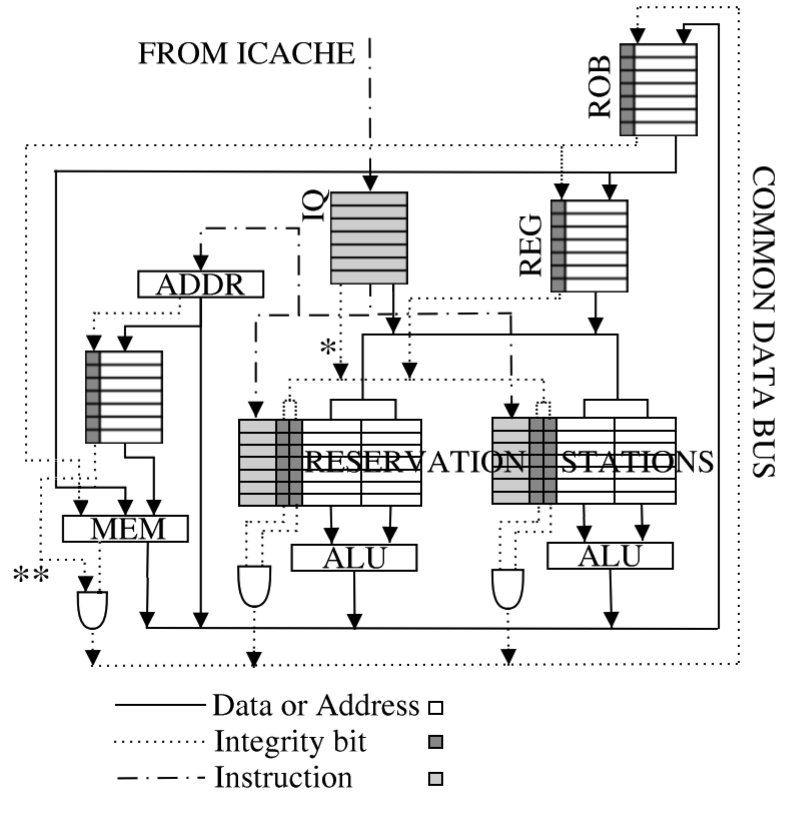 FROM ICACHE
ROB
IQ
REG
COMMON DATA BUS
ADDR
*
RESERVATION STATIONS
MEM
ALU
ALU
**
Data or Address
Integrity bit
Instruction